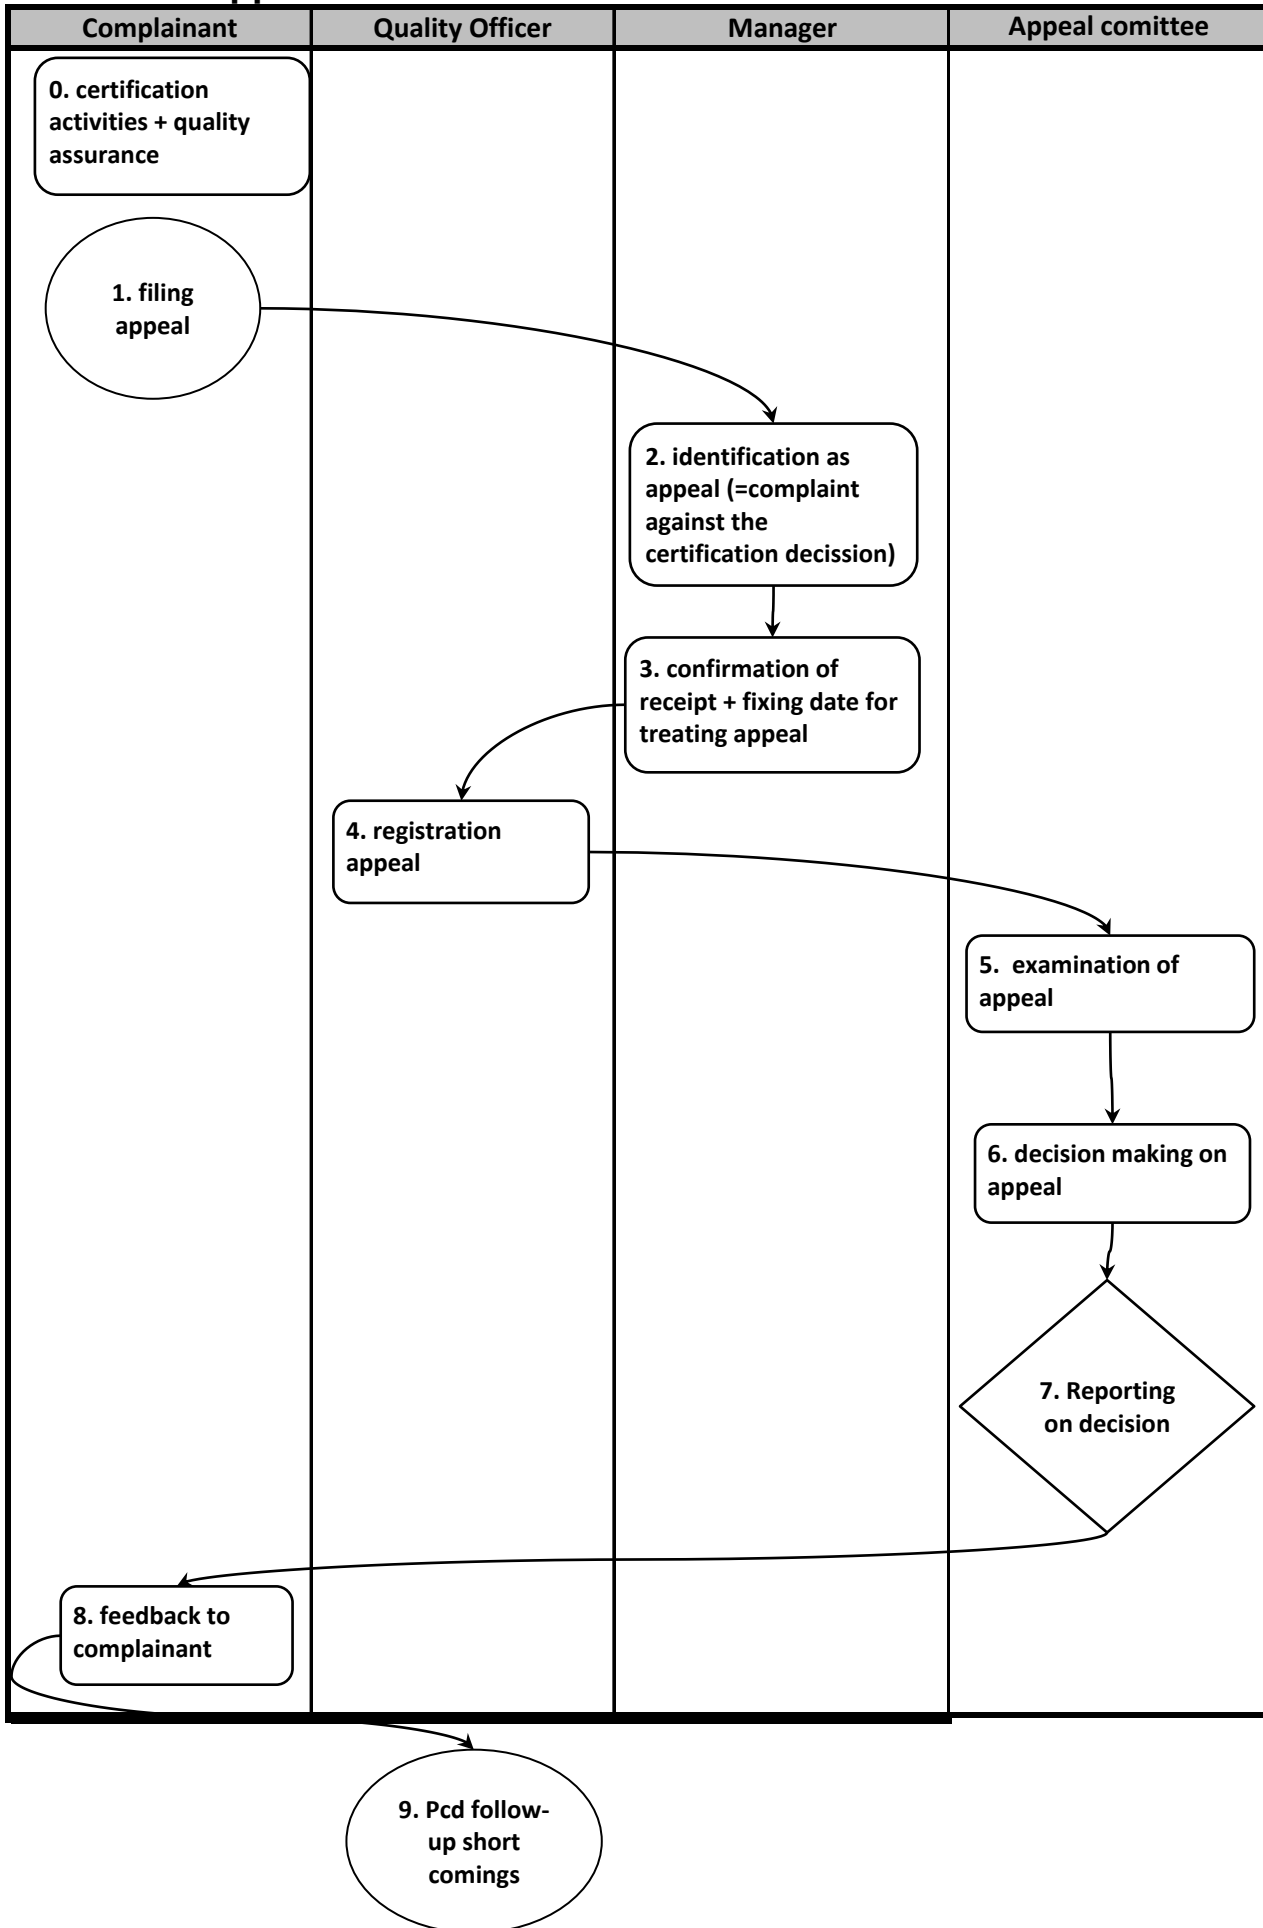 Complainant
Quality Officer
Manager
Appeal comittee
0. certification
activities + quality
assurance
1. filing
appeal
2. identification as
appeal (=complaint
against the
certification decission)
3. confirmation of
receipt + fixing date for
treating appeal
4. registration
appeal
5.  examination of
appeal
6. decision making on
appeal
7. Reporting
on decision
8. feedback to
complainant
9. Pcd follow-
up short
comings